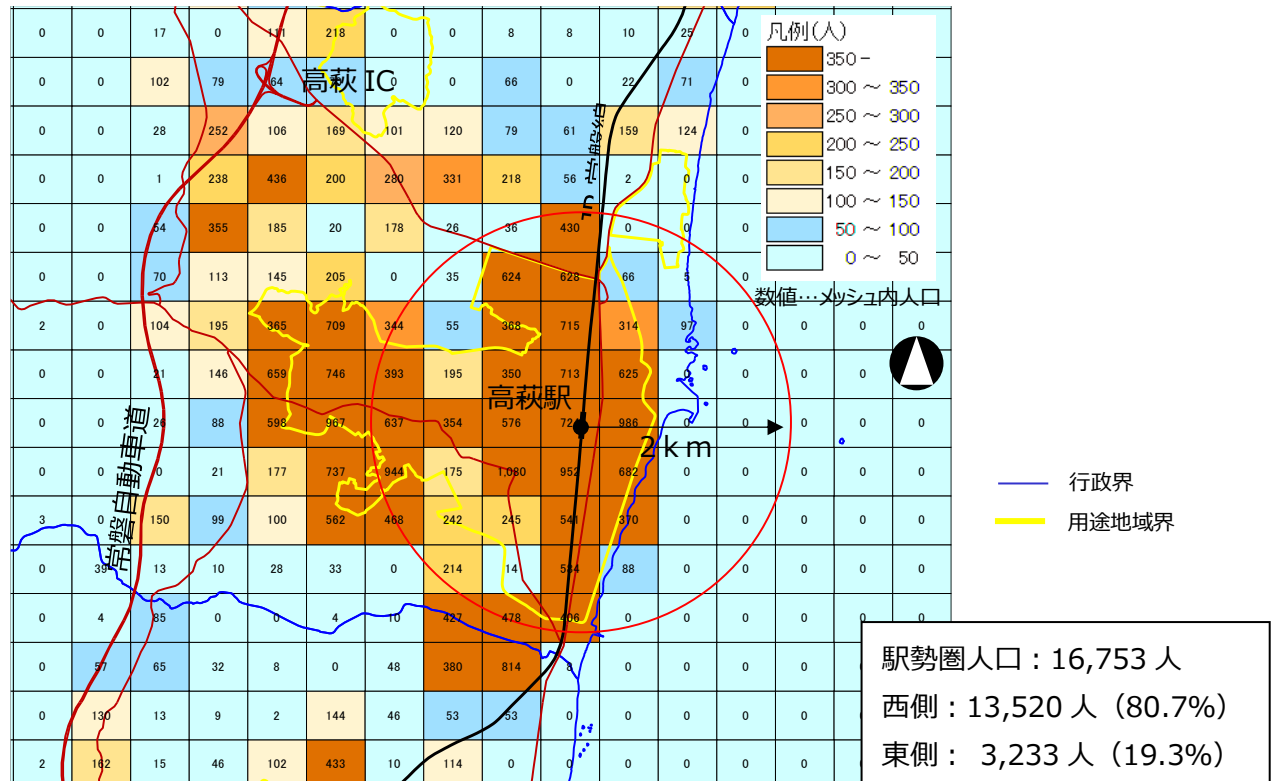 0 0 17 0 111 218 0 0 8 8 10 25 0
0 0 102 79 64 0 0 66 0 22 71 0
高萩 IC
0 0 28 252 106 169 101 120 79 61 159 124 0
0 0 1 238 436 200 280 331 218 56 2 0 0
0 0 54 355 185 20 178 26 36 430 0 0 0
0 0 70 113 145 205 0 35 624 628 66 5
2 0 104 195 365 709 344 55 368 715 314 97 0 0 0 0
0 0 21 146 659 746 393 195 350 713 625 0 0 0 0
高萩駅
0 0 26 88 598 967 637 354 576 986 0 0 0 0 0
2km
0 0 0 21 177 737 944 175 1,080 952 682 0 0 0 0 0
3 0 150 99 100 562 468 242 245 541 370 0 0 0 0 0
0 39 13 10 28 33 0 214 14 584 88 0 0 0 0 0
0 4 85 0 0 4 10 427 478 406 0 0 0 0 0 0
0 57 65 32 8 0 48 380 814 8 0 0 0 0
0 130 13 9 2 144 46 53 53 0 0 0 0 0
2 162 15 46 102 433 10 114 0 0 0 0 0 0
常磐自動車道
凡例(人)
350 -
300 ～ 350
250 ～ 300
200 ～ 250
150 ～ 200
100 ～ 150
50 ～ 100
0 ～ 50
数値…メッシュ内人口
行政界
用途地域界
駅勢圏人口：16,753 人
西側：13,520 人（80.7%）
東側： 3,233 人（19.3%）